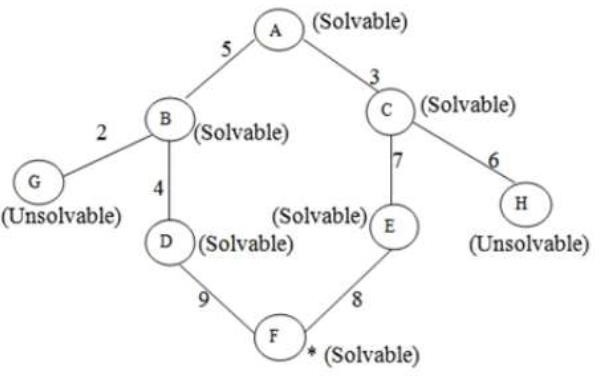 A (Solvable)
5
3
B
(Solvable)
C (Solvable)
2
7
6
G
(Unsolvable)
4
H
(Unsolvable)
D (Solvable)
(Solvable) E
9
8
F
* (Solvable)